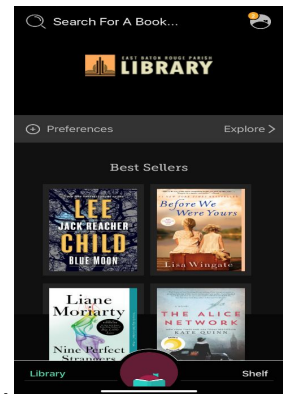 Search For A Book...
EAST BATON ROUGE PARISH
LIBRARY
Preferences
Explore >
Best Sellers
LEE
JACK REACHER
CHILD
BLUE MOON
Before We
Were Yours
Lisa Wingate
Liane
Moriarty
Nine Perfect
Strangers
THE ALICE
NETWORK
KATE QUINN
Library
Shelf